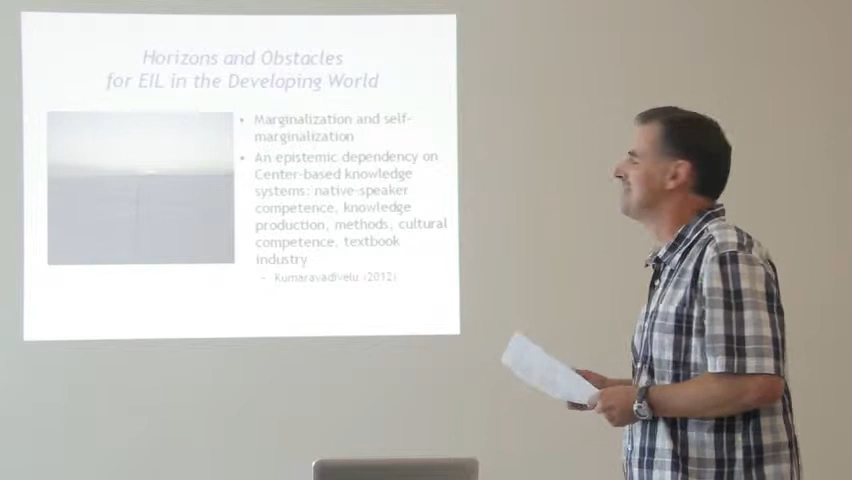 Horizons and Obstacles
for EIL in the Developing World
• Marginalization and self-
marginalization
• An epistemic dependency on
Center-based knowledge
systems: native-speaker
competence, knowledge
production, methods, cultural
competence, textbook
industry
– Kumaravadivelu (2012)